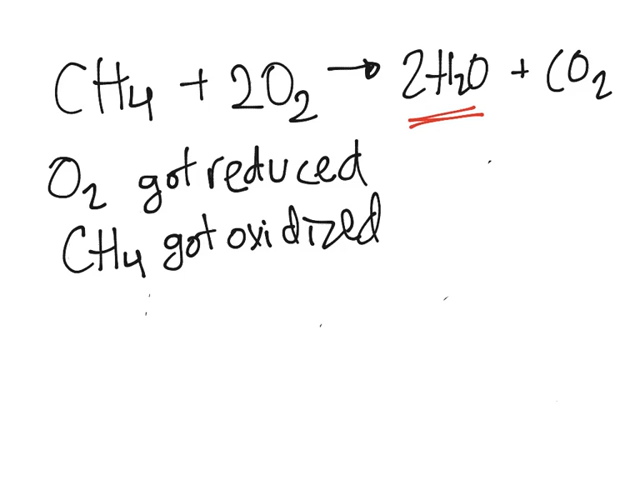 CH₄ + 2O₂ → 2H₂O + CO₂
O₂ got reduced
CH₄ got oxidized